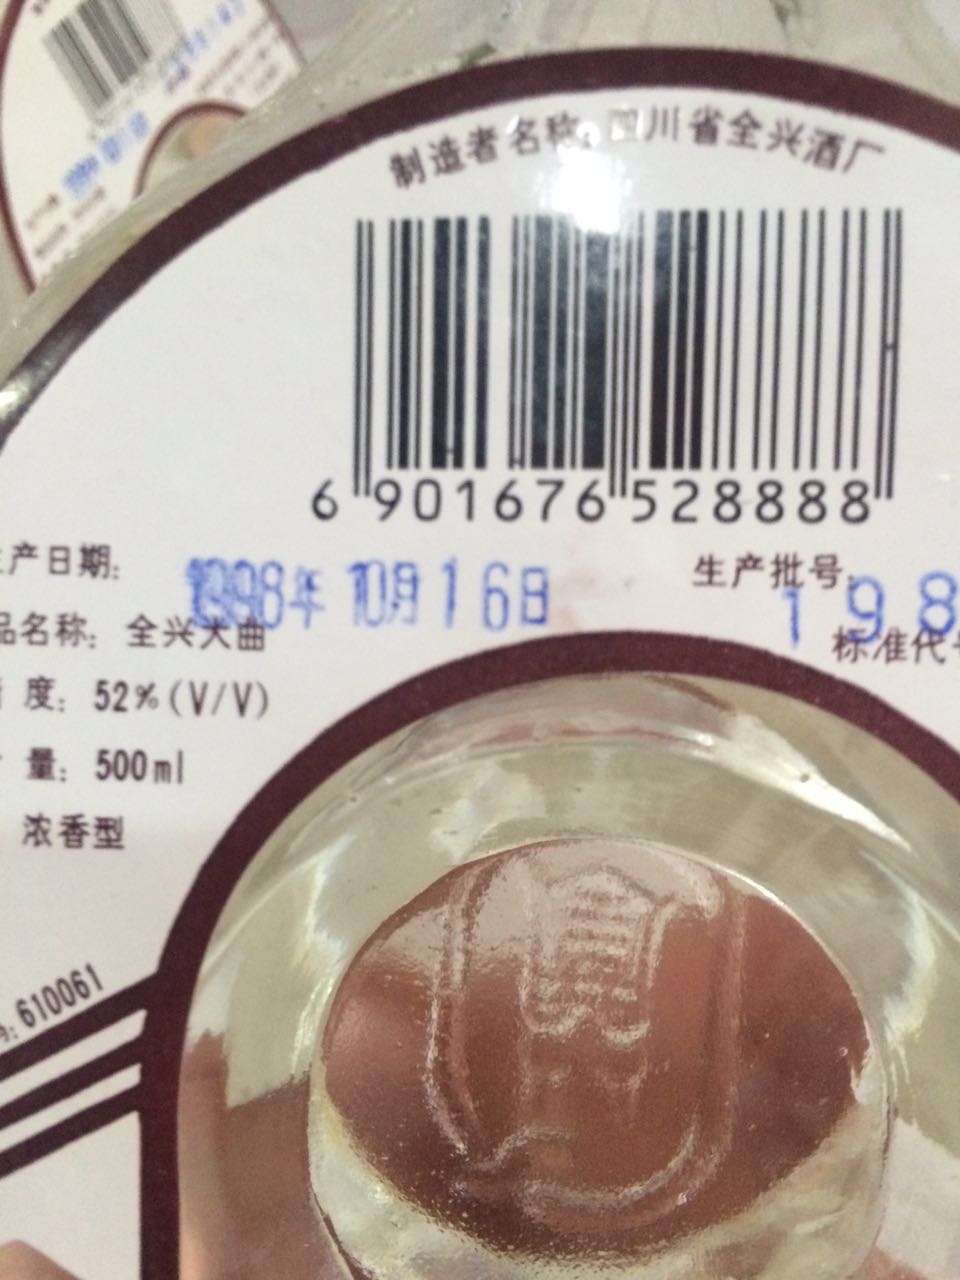 制造者名称：四川省全兴酒厂
6 901676 528888
产日期：
1998年 10月16日
生产批号：
198
品名称：全兴大曲
标准代号
度：52%(V/V)
量：500ml
浓香型
610061